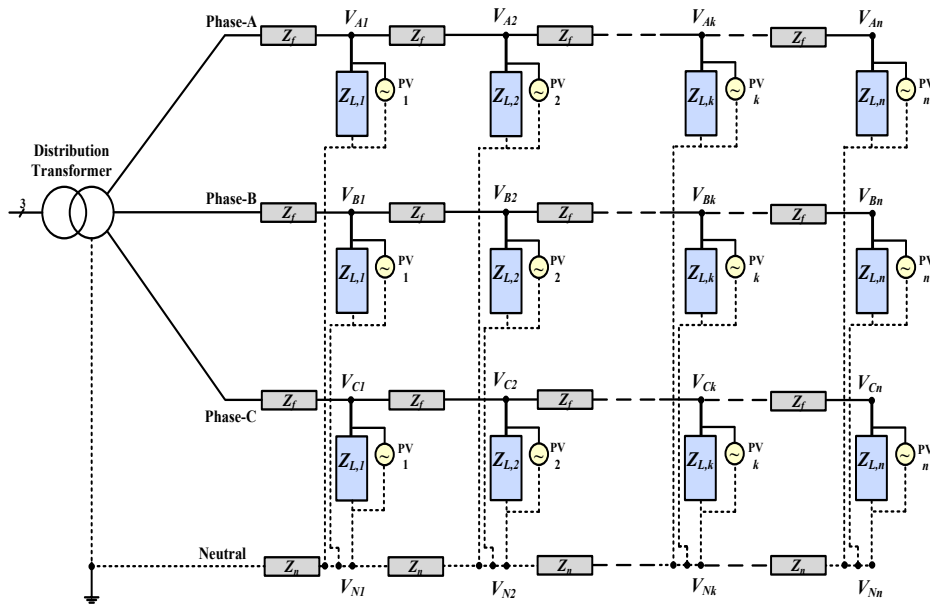 Phase-A
Z_f
V_A1
Z_f
V_A2
Z_f
V_Ak
Z_f
V_An
Z_L,1
PV
1
Z_L,2
PV
2
Z_L,k
PV
k
Z_L,n
PV
n
Distribution
Transformer
3
Phase-B
Z_f
V_B1
Z_f
V_B2
Z_f
V_Bk
Z_f
V_Bn
Z_L,1
PV
1
Z_L,2
PV
2
Z_L,k
PV
k
Z_L,n
PV
n
Phase-C
Z_f
V_C1
Z_f
V_C2
Z_f
V_Ck
Z_f
V_Cn
Z_L,1
PV
1
Z_L,2
PV
2
Z_L,k
PV
k
Z_L,n
PV
n
Neutral
Z_n
V_N1
Z_n
V_N2
Z_n
V_Nk
Z_n
V_Nn